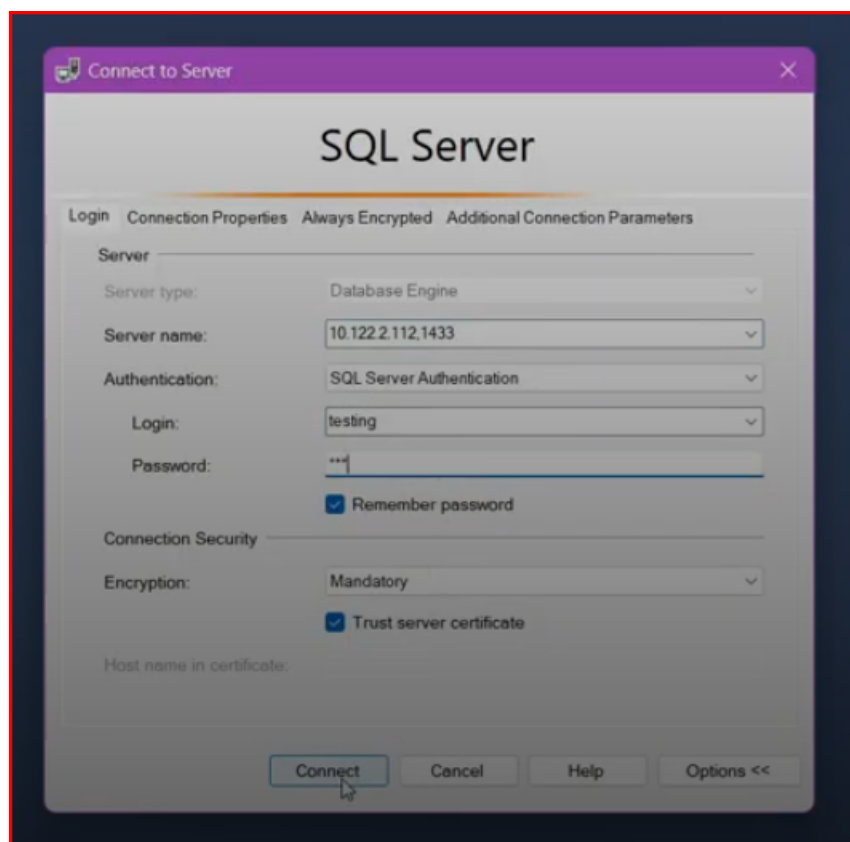 Connect to Server
SQL Server
Login Connection Properties Always Encrypted Additional Connection Parameters
Server
Server type: Database Engine
Server name: 10.122.2.112,1433
Authentication: SQL Server Authentication
Login: testing
Password: ***
Remember password
Connection Security
Encryption: Mandatory
Trust server certificate
Host name in certificate:
Connect Cancel Help Options <<